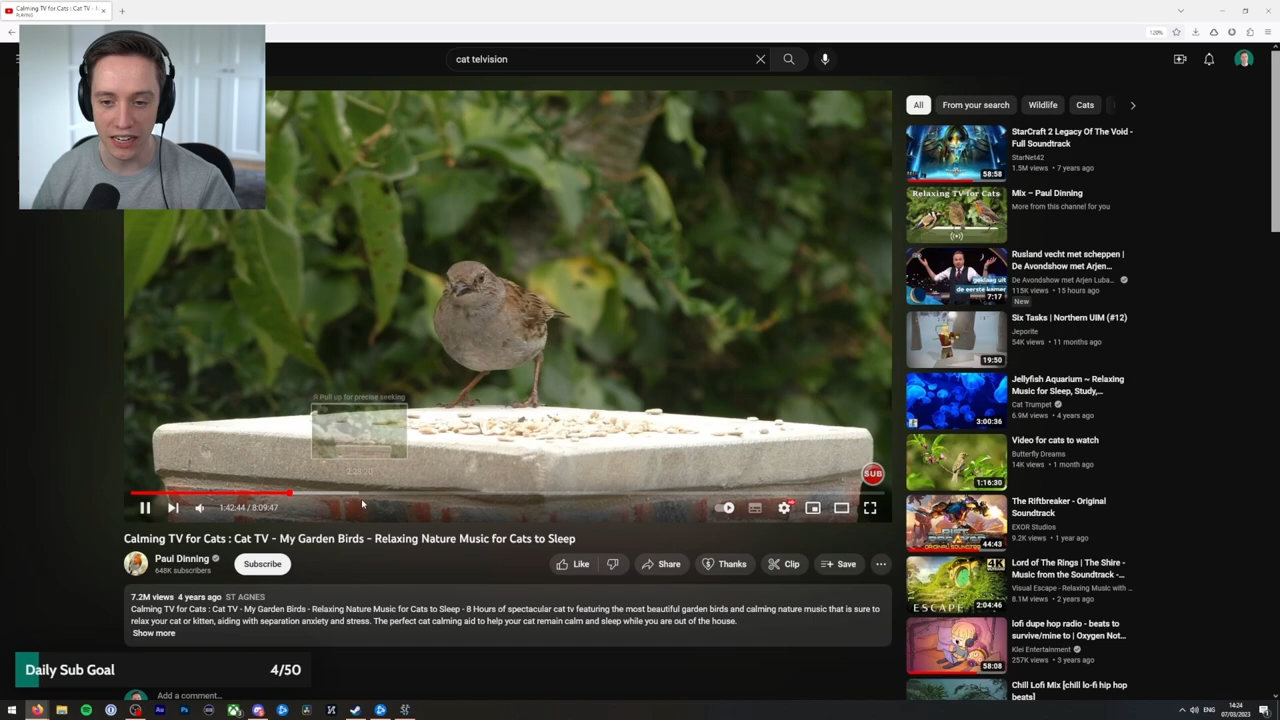 Calming TV for Cats : Cat TV - M
PLAYING
120%
cat telvision
All
From your search
Wildlife
Cats
StarCraft 2 Legacy Of The Void -
Full Soundtrack
StarNet42
1.5M views • 7 years ago
58:58
Relaxing TV for Cats
Mix – Paul Dinning
More from this channel for you
Rusland vecht met scheppen |
De Avondshow met Arjen...
De Avondshow met Arjen Luba...
115K views • 15 hours ago
New
geklaag uit
de eerste kamer
7:17
Six Tasks | Northern UIM (#12)
Jeporite
54K views • 11 months ago
19:50
Jellyfish Aquarium ~ Relaxing
Music for Sleep, Study,...
Cat Trumpet
6.9M views • 4 years ago
3:00:36
Video for cats to watch
Butterfly Dreams
14K views • 1 month ago
1:16:30
The Riftbreaker - Original
Soundtrack
EXOR Studios
9.2K views • 1 year ago
44:43
Lord of The Rings | The Shire -
Music from the Soundtrack -...
Visual Escape - Relaxing Music with ...
8.1M views • 2 years ago
4K
ESCAPE
2:04:46
lofi dupe hop radio - beats to
survive/mine to | Oxygen Not...
Klei Entertainment
257K views • 3 years ago
58:08
Chill Lofi Mix [chill lo-fi hip hop
beats]
Pull up for precise seeking
SUB
1:42:44 / 8:09:47
Calming TV for Cats : Cat TV - My Garden Birds - Relaxing Nature Music for Cats to Sleep
Paul Dinning
648K subscribers
Subscribe
Like
Share
Thanks
Clip
Save
7.2M views 4 years ago ST AGNES
Calming TV for Cats : Cat TV - My Garden Birds - Relaxing Nature Music for Cats to Sleep - 8 Hours of spectacular cat tv featuring the most beautiful garden birds and calming nature music that is sure to
relax your cat or kitten, aiding with separation anxiety and stress. The perfect cat calming aid to help your cat remain calm and sleep while you are out of the house.
Show more
Daily Sub Goal
4/50
Add a comment...
ENG
14:24
07/03/2023